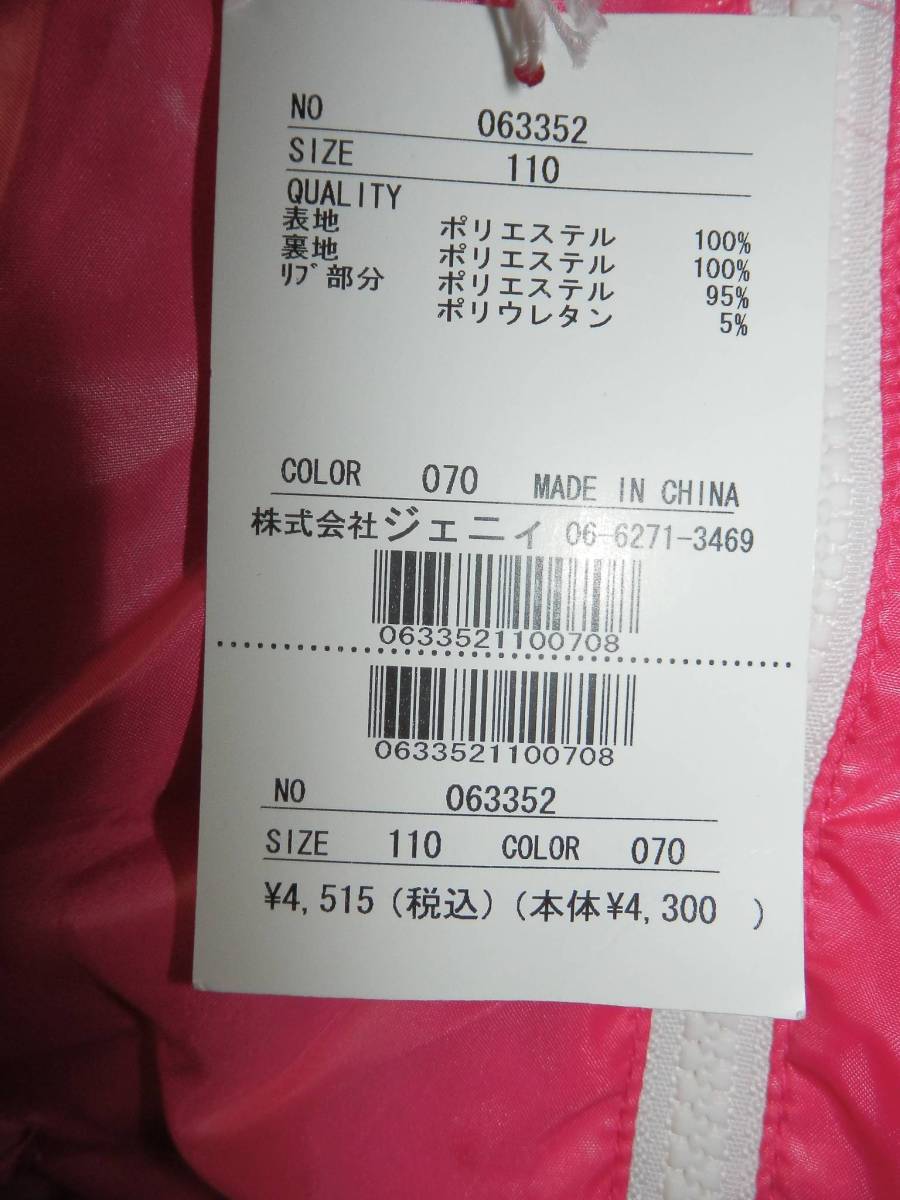 NO 063352
SIZE 110
QUALITY
表地 ポリエステル 100%
裏地 ポリエステル 100%
ﾘﾌﾞ部分 ポリエステル 95%
ポリウレタン 5%
COLOR 070 MADE IN CHINA
株式会社ジェニィ 06-6271-3469
0633521100708
0633521100708
NO 063352
SIZE 110 COLOR 070
¥4,515(税込)(本体¥4,300 )